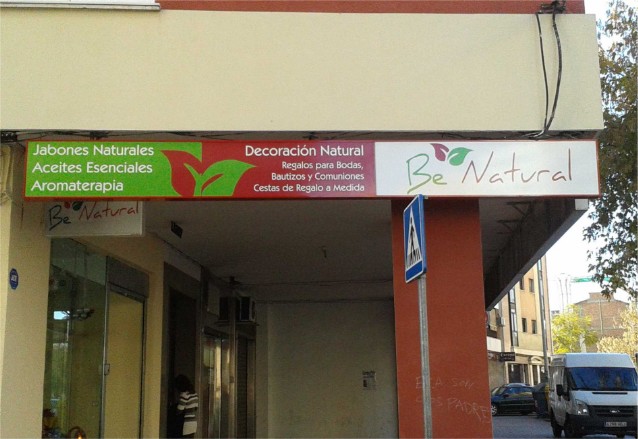 Jabones Naturales
Aceites Esenciales
Aromaterapia
Decoración Natural
Regalos para Bodas,
Bautizos y Comuniones
Cestas de Regalo a Medida
Be Natural
Be Natural